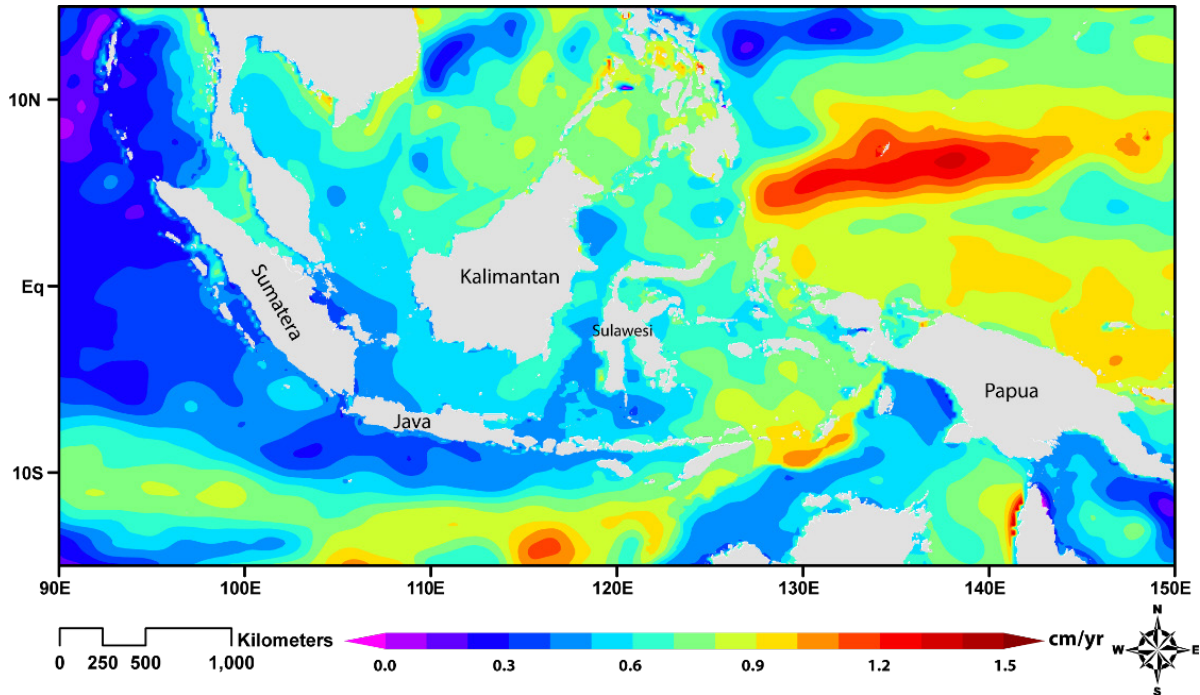 10N
Eq
10S
Sumatera
Kalimantan
Sulawesi
Java
Papua
90E 100E 110E 120E 130E 140E 150E
Kilometers
0 250 500 1,000
cm/yr
0.0 0.3 0.6 0.9 1.2 1.5
N
W E
S